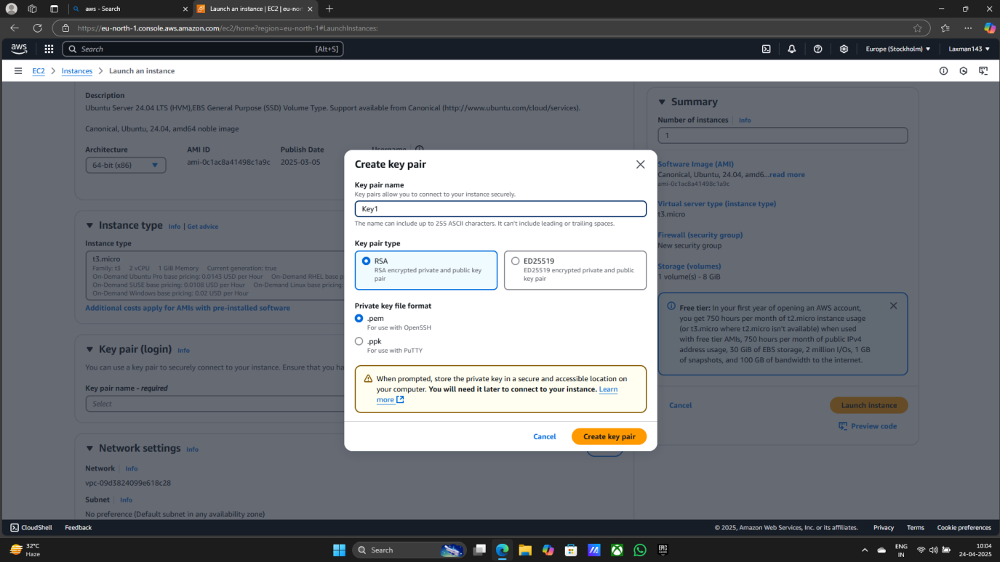 aws - Search
Launch an instance | EC2 | eu-nort
https://eu-north-1.console.aws.amazon.com/ec2/home?region=eu-north-1#LaunchInstances:
aws
Search
[Alt+S]
Europe (Stockholm)
Laxman143
EC2 > Instances > Launch an instance
Description
Ubuntu Server 24.04 LTS (HVM),EBS General Purpose (SSD) Volume Type. Support available from Canonical (http://www.ubuntu.com/cloud/services).
Canonical, Ubuntu, 24.04, amd64 noble image
Architecture
AMI ID
Publish Date
Username
64-bit (x86)
ami-0c1ac8a41498c1a9c
2025-03-05
Instance type
Info | Get advice
Instance type
t3.micro
Family: t3 2 vCPU 1 GiB Memory Current generation: true
On-Demand Ubuntu Pro base pricing: 0.0143 USD per Hour On-Demand RHEL base p
On-Demand SUSE base pricing: 0.0108 USD per Hour On-Demand Linux base pricing:
On-Demand Windows base pricing: 0.02 USD per Hour
Additional costs apply for AMIs with pre-installed software
Key pair (login) Info
You can use a key pair to securely connect to your instance. Ensure that you ha
Key pair name - required
Select
Network settings Info
Network Info
vpc-09d3824099e618c28
Subnet Info
No preference (Default subnet in any availability zone)
Create key pair
Key pair name
Key pairs allow you to connect to your instance securely.
Key1
The name can include up to 255 ASCII characters. It can't include leading or trailing spaces.
Key pair type
RSA
RSA encrypted private and public key
pair
ED25519
ED25519 encrypted private and public
key pair
Private key file format
.pem
For use with OpenSSH
.ppk
For use with PuTTY
When prompted, store the private key in a secure and accessible location on
your computer. You will need it later to connect to your instance. Learn
more
Cancel
Create key pair
Summary
Number of instances Info
1
Software Image (AMI)
Canonical, Ubuntu, 24.04, amd6...read more
ami-0c1ac8a41498c1a9c
Virtual server type (instance type)
t3.micro
Firewall (security group)
New security group
Storage (volumes)
1 volume(s) - 8 GiB
Free tier: In your first year of opening an AWS account,
you get 750 hours per month of t2.micro instance usage
(or t3.micro where t2.micro isn't available) when used
with free tier AMIs, 750 hours per month of public IPv4
address usage, 30 GiB of EBS storage, 2 million I/Os, 1 GB
of snapshots, and 100 GB of bandwidth to the internet.
Cancel
Launch instance
Preview code
CloudShell
Feedback
© 2025, Amazon Web Services, Inc. or its affiliates.
Privacy
Terms
Cookie preferences
32°C
Haze
Search
EPIC
ENG
IN
10:04
24-04-2025